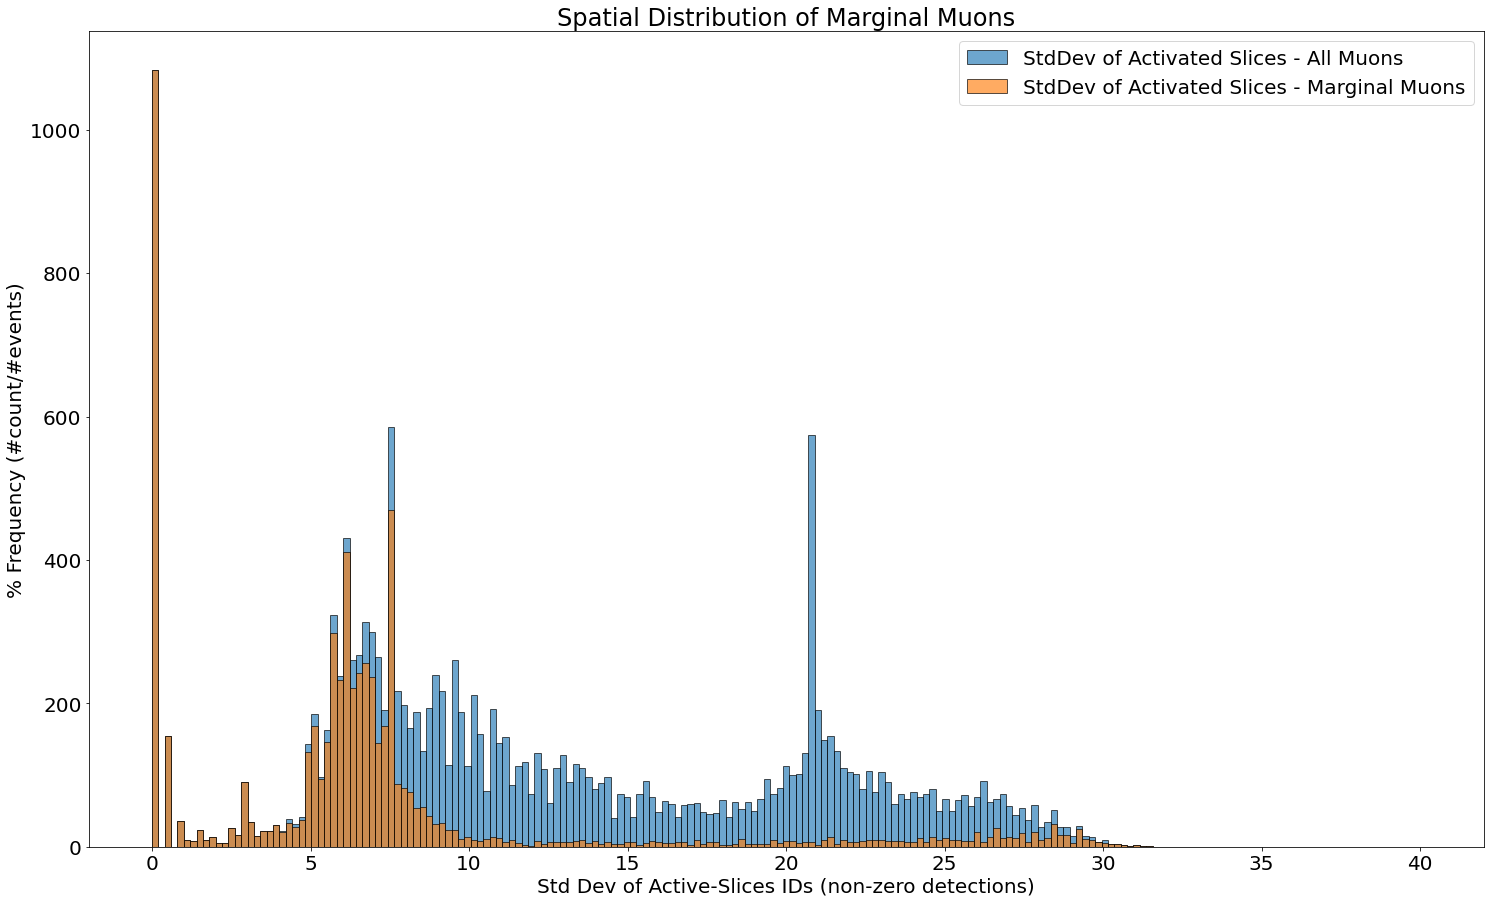 Spatial Distribution of Marginal Muons
StdDev of Activated Slices - All Muons
StdDev of Activated Slices - Marginal Muons
% Frequency (#count/#events)
1000
800
600
400
200
0
0 5 10 15 20 25 30 35 40
Std Dev of Active-Slices IDs (non-zero detections)